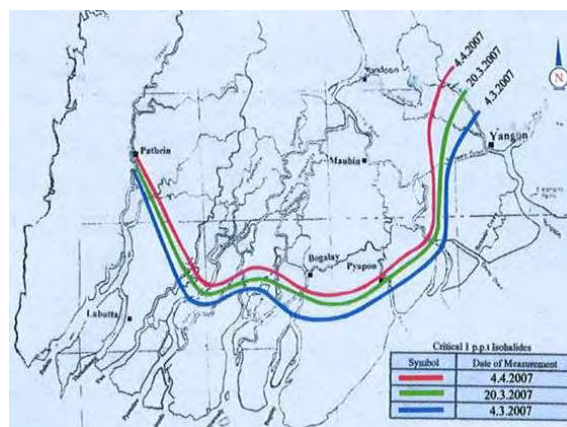 4.4.2007
20.3.2007
4.3.2007
N
Yangon
Pathein
Maubin
Bogalay
Pyapon
Labutta
Critical 1 p.p.t Isohalides
Symbol Date of Measurement
4.4.2007
20.3.2007
4.3.2007